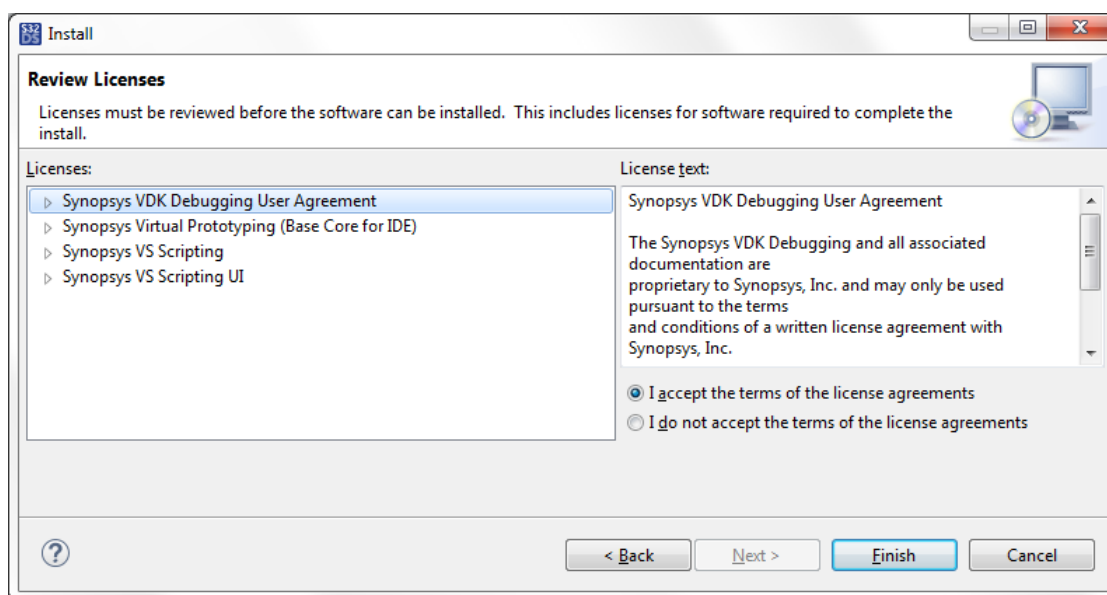 S32
DS
Install
Review Licenses
Licenses must be reviewed before the software can be installed.  This includes licenses for software required to complete the
install.
Licenses:
Synopsys VDK Debugging User Agreement
Synopsys Virtual Prototyping (Base Core for IDE)
Synopsys VS Scripting
Synopsys VS Scripting UI
License text:
Synopsys VDK Debugging User Agreement
The Synopsys VDK Debugging and all associated
documentation are
proprietary to Synopsys, Inc. and may only be used
pursuant to the terms
and conditions of a written license agreement with
Synopsys, Inc.
I accept the terms of the license agreements
I do not accept the terms of the license agreements
?
< Back
Next >
Finish
Cancel